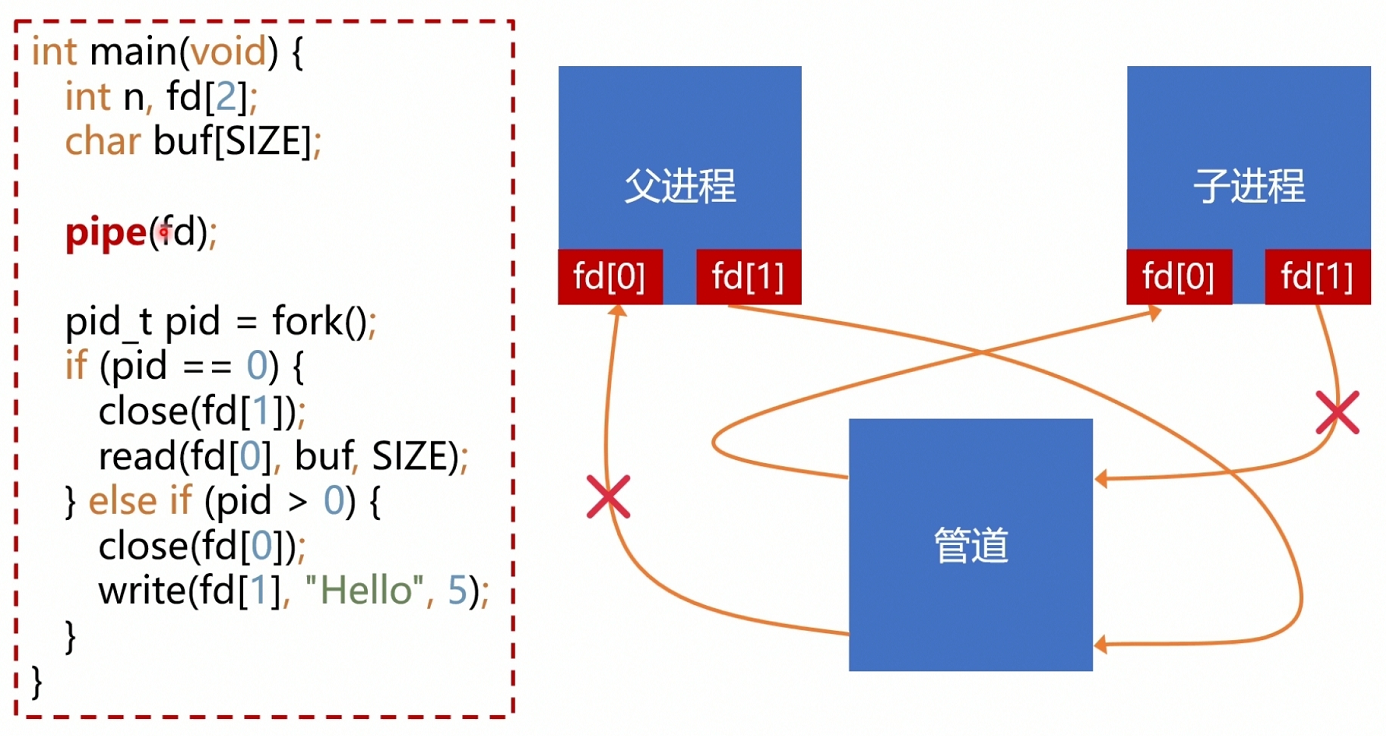 int main(void) {
int n, fd[2];
char buf[SIZE];
pipe(fd);
pid_t pid = fork();
if (pid == 0) {
close(fd[1]);
read(fd[0], buf, SIZE);
} else if (pid > 0) {
close(fd[0]);
write(fd[1], "Hello", 5);
}
}
父进程
fd[0]
fd[1]
子进程
fd[0]
fd[1]
管道